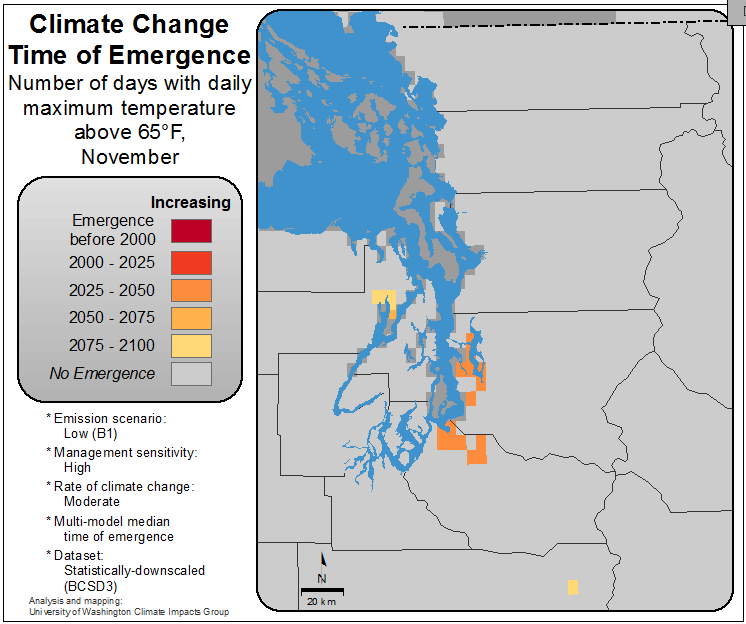 Climate Change
Time of Emergence
Number of days with daily
maximum temperature
above 65°F,
November
Increasing
Emergence
before 2000
2000 - 2025
2025 - 2050
2050 - 2075
2075 - 2100
No Emergence
* Emission scenario:
Low (B1)
* Management sensitivity:
High
* Rate of climate change:
Moderate
* Multi-model median
time of emergence
* Dataset:
Statistically-downscaled
(BCSD3)
Analysis and mapping:
University of Washington Climate Impacts Group
N
20 km